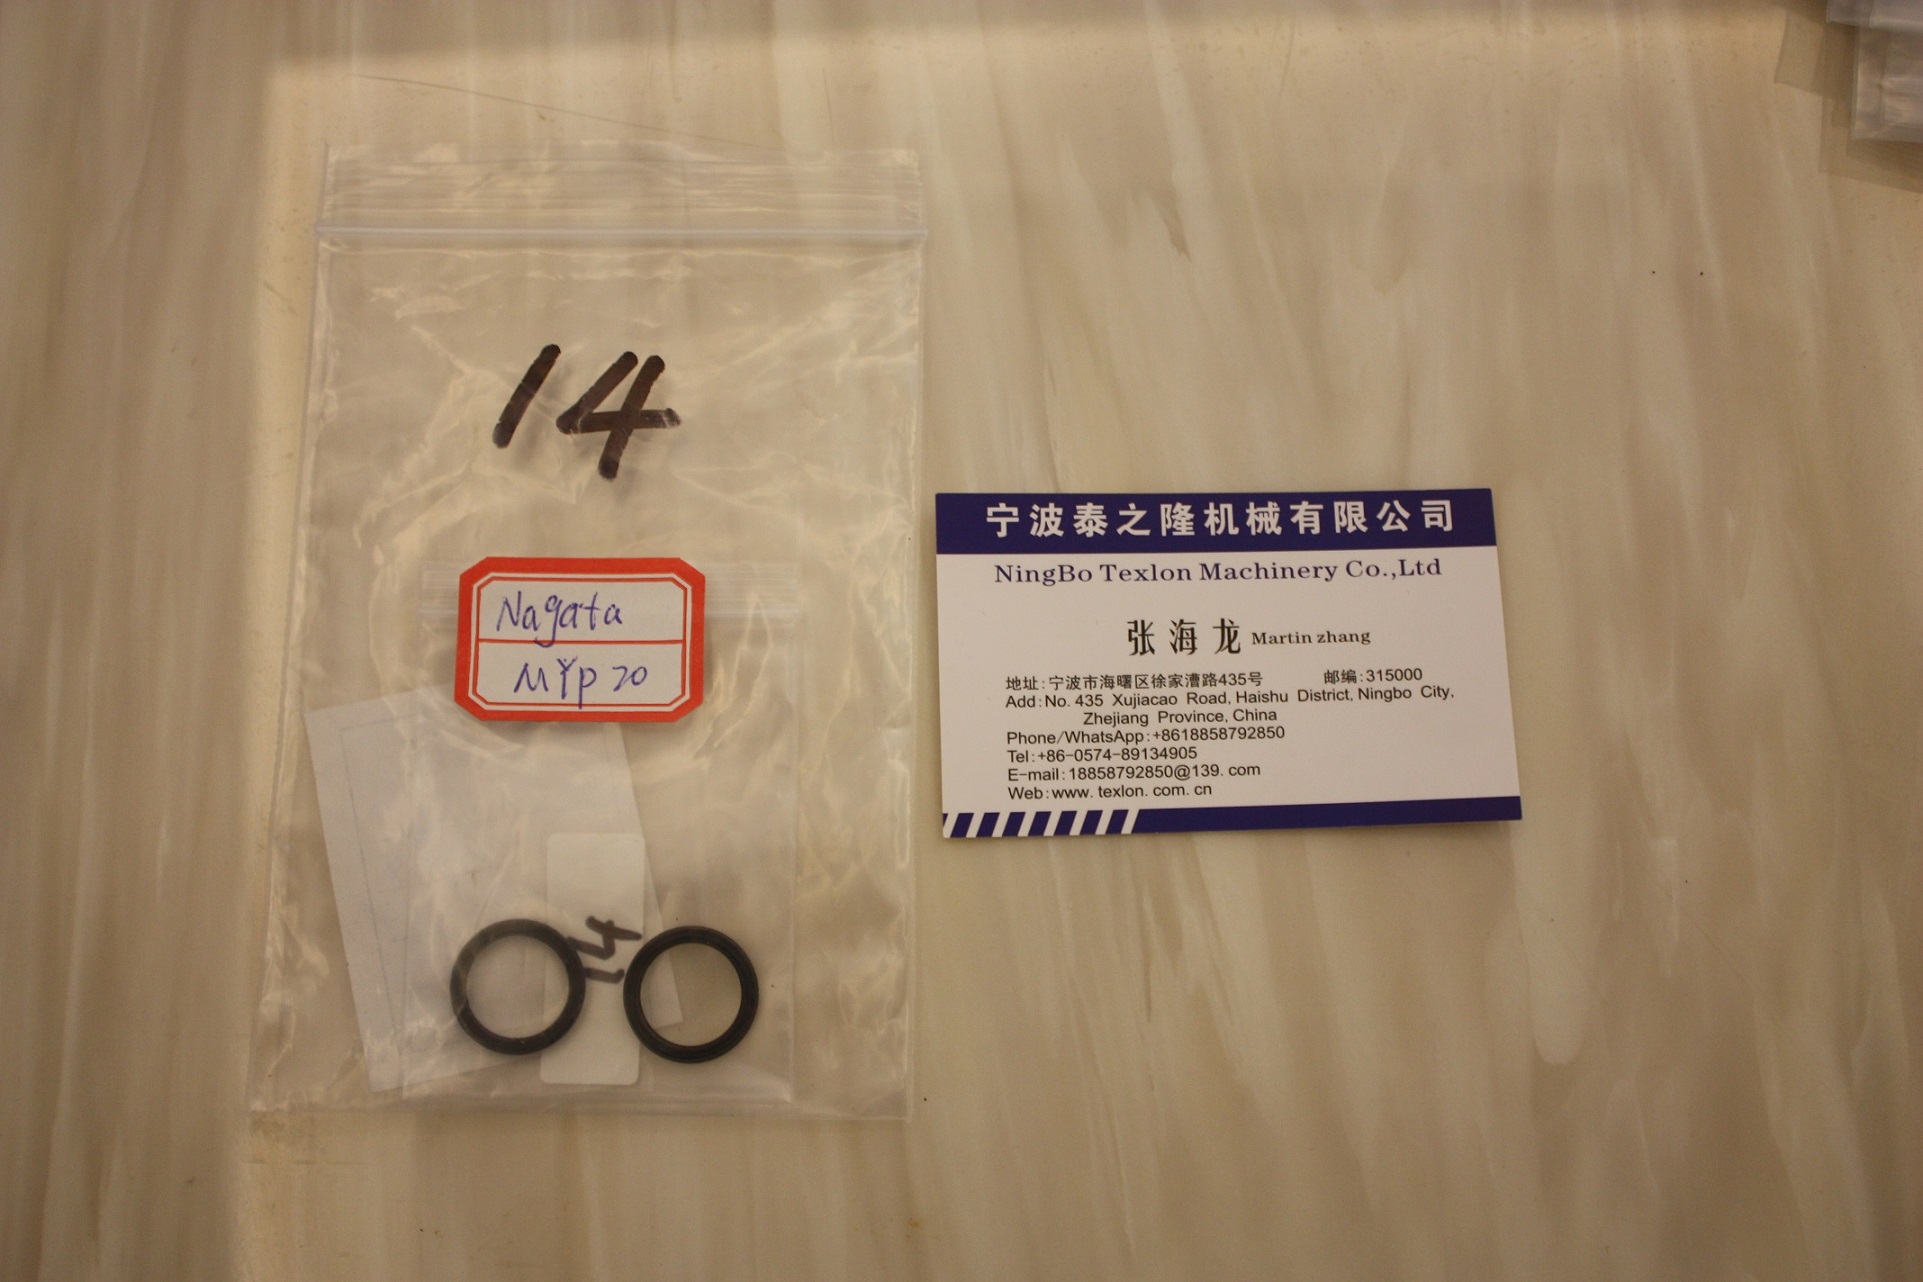 14
Nagata
MYP 20
14
宁波泰之隆机械有限公司
NingBo Texlon Machinery Co.,Ltd
张海龙 Martin zhang
地址:宁波市海曙区徐家漕路435号 邮编:315000
Add:No. 435 Xujiacao Road, Haishu District, Ningbo City,
Zhejiang Province, China
Phone/WhatsApp:+8618858792850
Tel:+86-0574-89134905
E-mail:18858792850@139. com
Web:www. texlon. com. cn